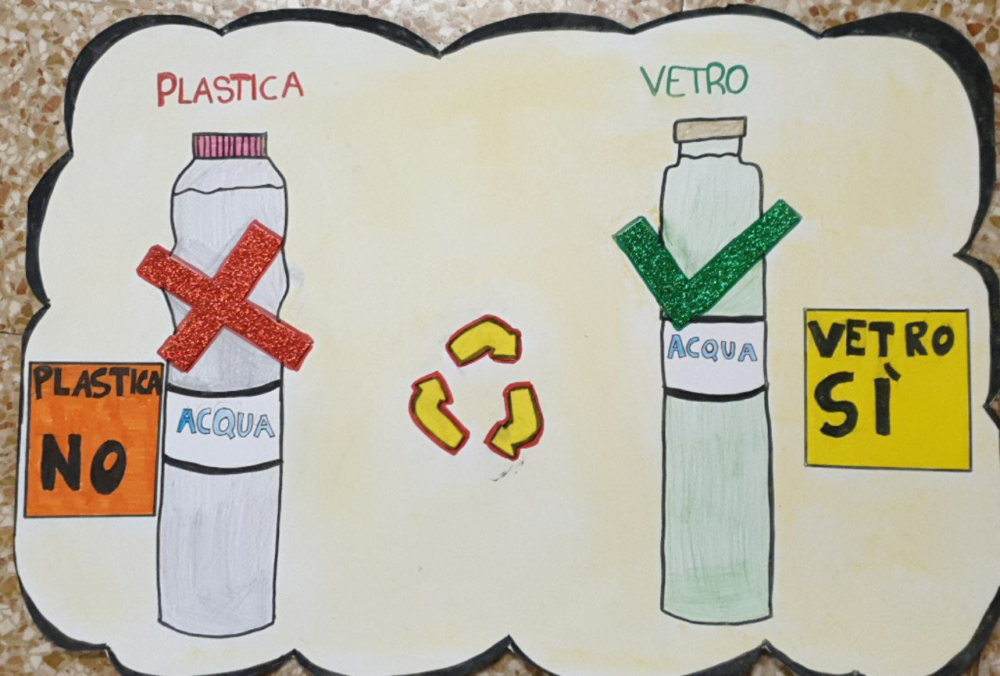 PLASTICA
VETRO
PLASTICA
NO
ACQUA
ACQUA
VETRO
SÌ